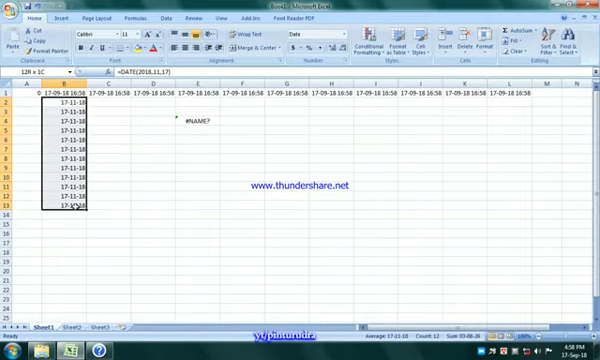 Book1 - Microsoft Excel
Home Insert Page Layout Formulas Data Review View Add-Ins Foxit Reader PDF
Cut
Copy
Format Painter
Paste
Clipboard
Calibri 11
Font
Wrap Text
Merge & Center
Alignment
Date
Number
Conditional Formatting
Format as Table
Cell Styles
Styles
Insert Delete Format
Cells
AutoSum
Fill
Clear
Sort & Filter
Find & Select
Editing
12R x 1C fx =DATE(2018,11,17)
A B C D E F G H I J K L M N
1 0 17-09-18 16:58 17-09-18 16:58 17-09-18 16:58 17-09-18 16:58 17-09-18 16:58 17-09-18 16:58 17-09-18 16:58 17-09-18 16:58 17-09-18 16:58 17-09-18 16:58 17-09-18 16:58
2 17-11-18
3 17-11-18
4 17-11-18 #NAME?
5 17-11-18
6 17-11-18
7 17-11-18
8 17-11-18
9 17-11-18
10 17-11-18
11 17-11-18
www.thundershare.net
12 17-11-18
13 17-11-18
14
15
16
17
18
19
20
21
22
23
24
25
Sheet1 Sheet2 Sheet3
Ready Average: 17-11-18 Count: 12 Sum: 03-08-26 100%
yt/pinturudra
4:58 PM
17-Sep-18